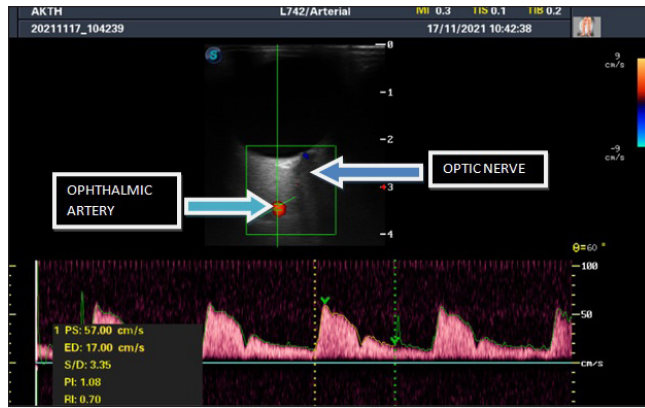 AKTH L742/Arterial MI 0.3 TIS 0.1 TIB 0.2
20211117_104239 17/11/2021 10:42:38
S
0
9
cm/s
-1
-2
-9
cm/s
OPTIC NERVE
3
OPHTHALMIC
ARTERY
-4
θ=60 °
-100
-50
1 PS: 57.00 cm/s
ED: 17.00 cm/s
S/D: 3.35
PI: 1.08
RI: 0.70
cm/s